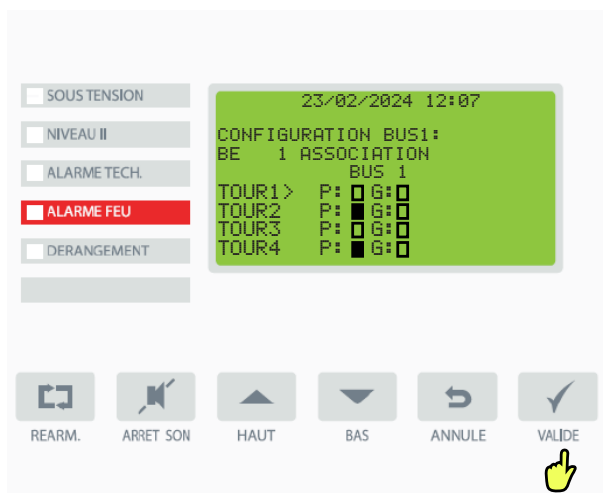 SOUS TENSION
NIVEAU II
ALARME TECH.
ALARME FEU
DERANGEMENT
23/02/2024 12:07
CONFIGURATION BUS1:
BE 1 ASSOCIATION
BUS 1
TOUR1> P: G:
TOUR2 P: G:
TOUR3 P: G:
TOUR4 P: G:
REARM.
ARRET SON
HAUT
BAS
ANNULE
VALIDE